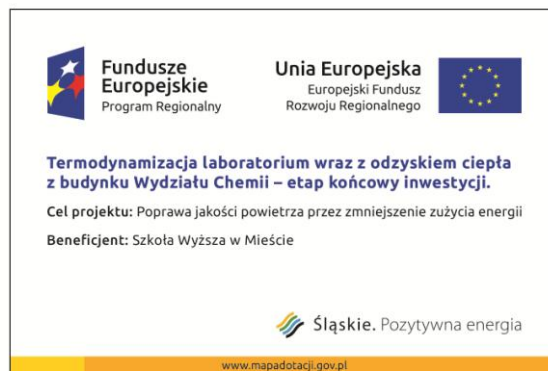 Fundusze
Europejskie
Program Regionalny
Unia Europejska
Europejski Fundusz
Rozwoju Regionalnego
Termodynamizacja laboratorium wraz z odzyskiem ciepła
z budynku Wydziału Chemii – etap końcowy inwestycji.
Cel projektu: Poprawa jakości powietrza przez zmniejszenie zużycia energii
Beneficjent: Szkoła Wyższa w Mieście
Śląskie. Pozytywna energia
www.mapadotacji.gov.pl